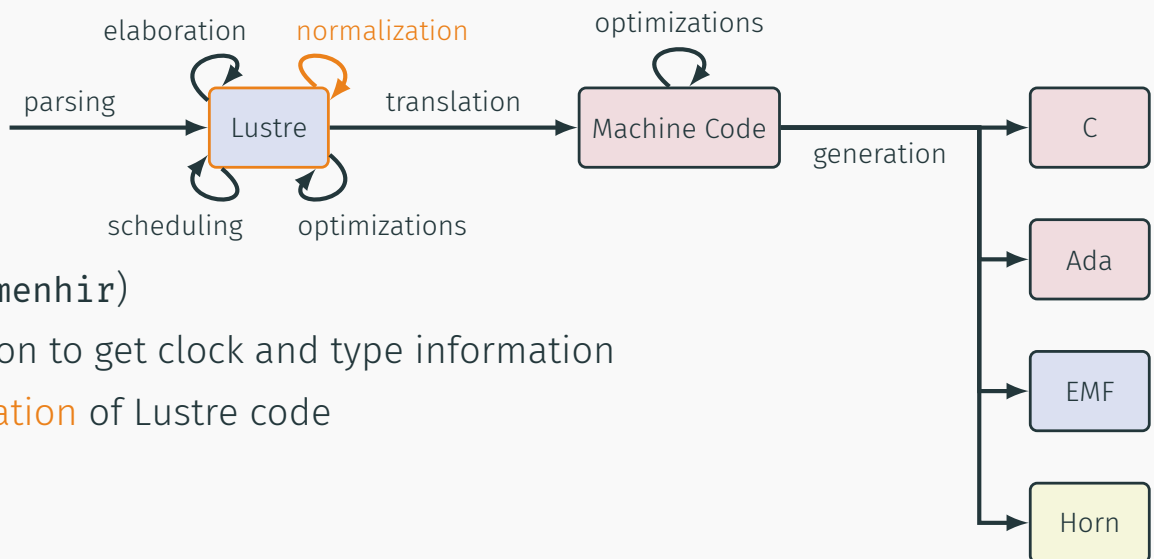 elaboration normalization optimizations
parsing translation
Lustre Machine Code C
generation
scheduling optimizations
Ada
menhir)
on to get clock and type information
EMF
ation of Lustre code
Horn